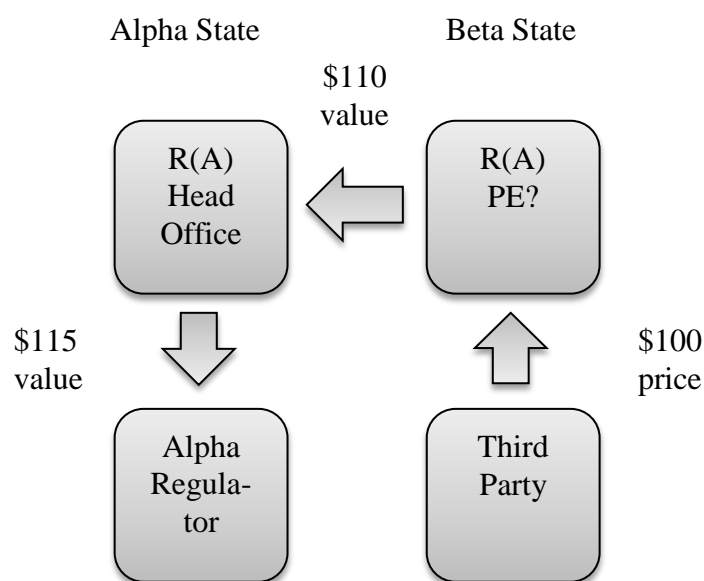 Alpha State
Beta State
$110
value
R(A)
Head
Office
R(A)
PE?
$115
value
$100
price
Alpha
Regula-
tor
Third
Party